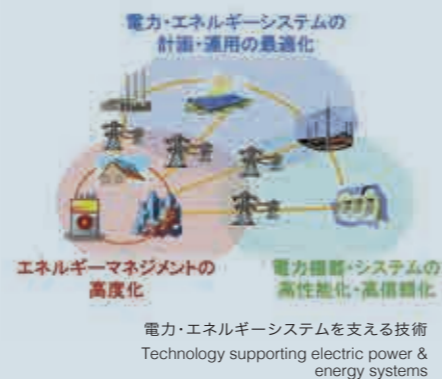 電力・エネルギーシステムの
計画・運用の最適化
エネルギーマネジメントの
高度化
電力機器・システムの
高性能化・高信頼化
電力・エネルギーシステムを支える技術
Technology supporting electric power &
energy systems